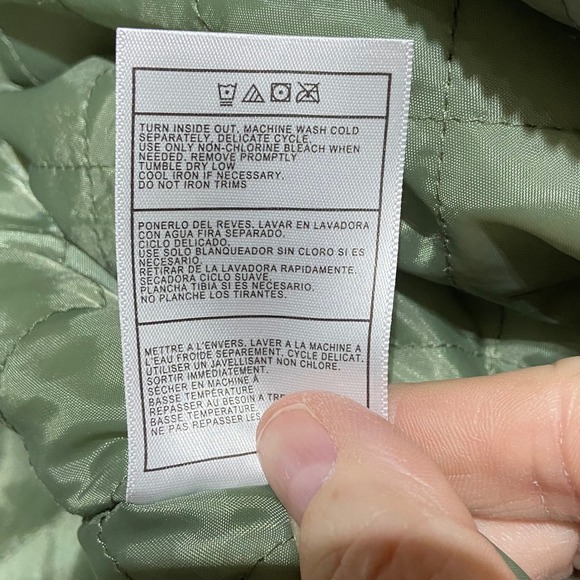 TURN INSIDE OUT, MACHINE WASH COLD
SEPARATELY, DELICATE CYCLE.
USE ONLY NON-CHLORINE BLEACH WHEN
NEEDED. REMOVE PROMPTLY
TUMBLE DRY LOW
COOL IRON IF NECESSARY.
DO NOT IRON TRIMS
PONERLO DEL REVES, LAVAR EN LAVADORA
CON AGUA FIRA SEPARADO.
CICLO DELICADO.
USE SOLO BLANQUEADOR SIN CLORO SI ES
NECESARIO.
RETIRAR DE LA LAVADORA RAPIDAMENTE.
SECADORA CICLO SUAVE
PLANCHA TIBIA SI ES NECESARIO.
NO PLANCHE LOS TIRANTES.
METTRE A L'ENVERS, LAVER A LA MACHINE A
L'EAU FROIDE SEPAREMENT, CYCLE DELICAT.
UTILISER UN JAVELLISANT NON CHLORE.
SORTIR IMMEDATEMENT.
SÉCHER EN MACHINE À
BASSE TEMPÉRATURE
REPASSER AU BESOIN A
BASSE TEMPERATURE
NE PAS REPASSER LES